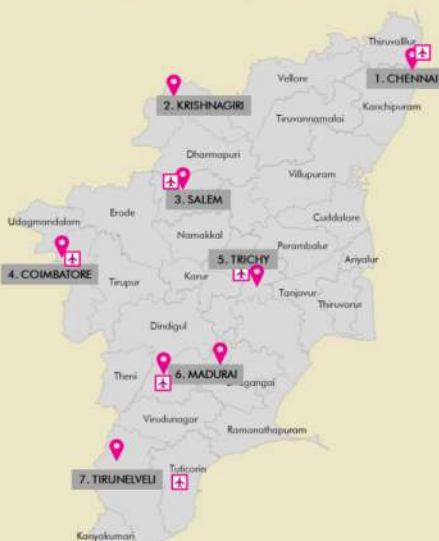 Thiruvalllur
1. CHENNAI
Vellore
2. KRISHNAGIRI
Kanchipuram
Tiruvannamalai
Dharmapuri
Villupuram
3. SALEM
Erode
Udagmandalam
Cuddalore
Namakkal
Perambalur
5. TRICHY
Ariyalur
4. COIMBATORE
Karur
Tirupur
Tanjavur
Thiruvarur
Dindigul
Theni
6. MADURAI
Virudunagar
Ramanathapuram
7. TIRUNELVELI
Tuticorin
Kanyakumari